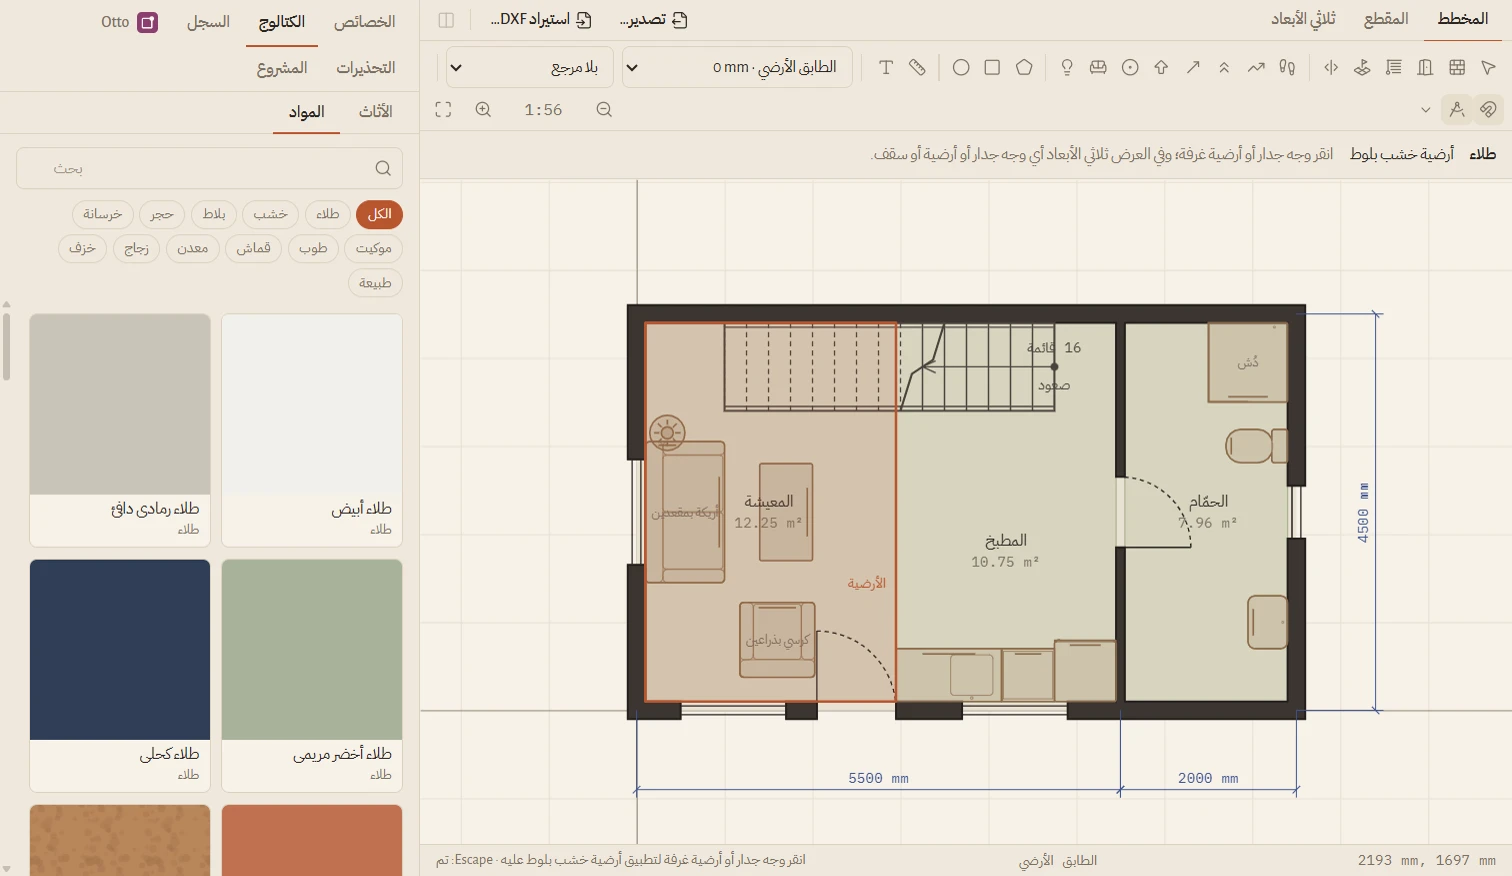 المخطط
المقطع
ثلاثي الأبعاد
تصدير...
استيراد DXF...
الطابق الأرضي · 0 mm
بلا مرجع
1:56
طلاء
أرضية خشب بلوط
انقر وجه جدار أو أرضية غرفة؛ وفي العرض ثلاثي الأبعاد أي وجه جدار أو أرضية أو سقف.
الخصائص
الكتالوج
السجل
Otto
التحذيرات
المشروع
الأثاث
المواد
بحث
الكل
طلاء
خشب
بلاط
حجر
خرسانة
موكيت
طوب
قماش
معدن
زجاج
خزف
طبيعة
طلاء أبيض
طلاء
طلاء رمادي دافئ
طلاء
طلاء أخضر مريمي
طلاء
طلاء كحلي
طلاء
16 قائمة
صعود
دُش
الحمّام
7.96 m²
المعيشة
12.25 m²
أريكة بمقعدين
المطبخ
10.75 m²
الأرضية
كرسي بذراعين
4500 mm
5500 mm
2000 mm
انقر وجه جدار أو أرضية غرفة لتطبيق أرضية خشب بلوط عليه · Escape: تم
الطابق الأرضي
2193 mm, 1697 mm